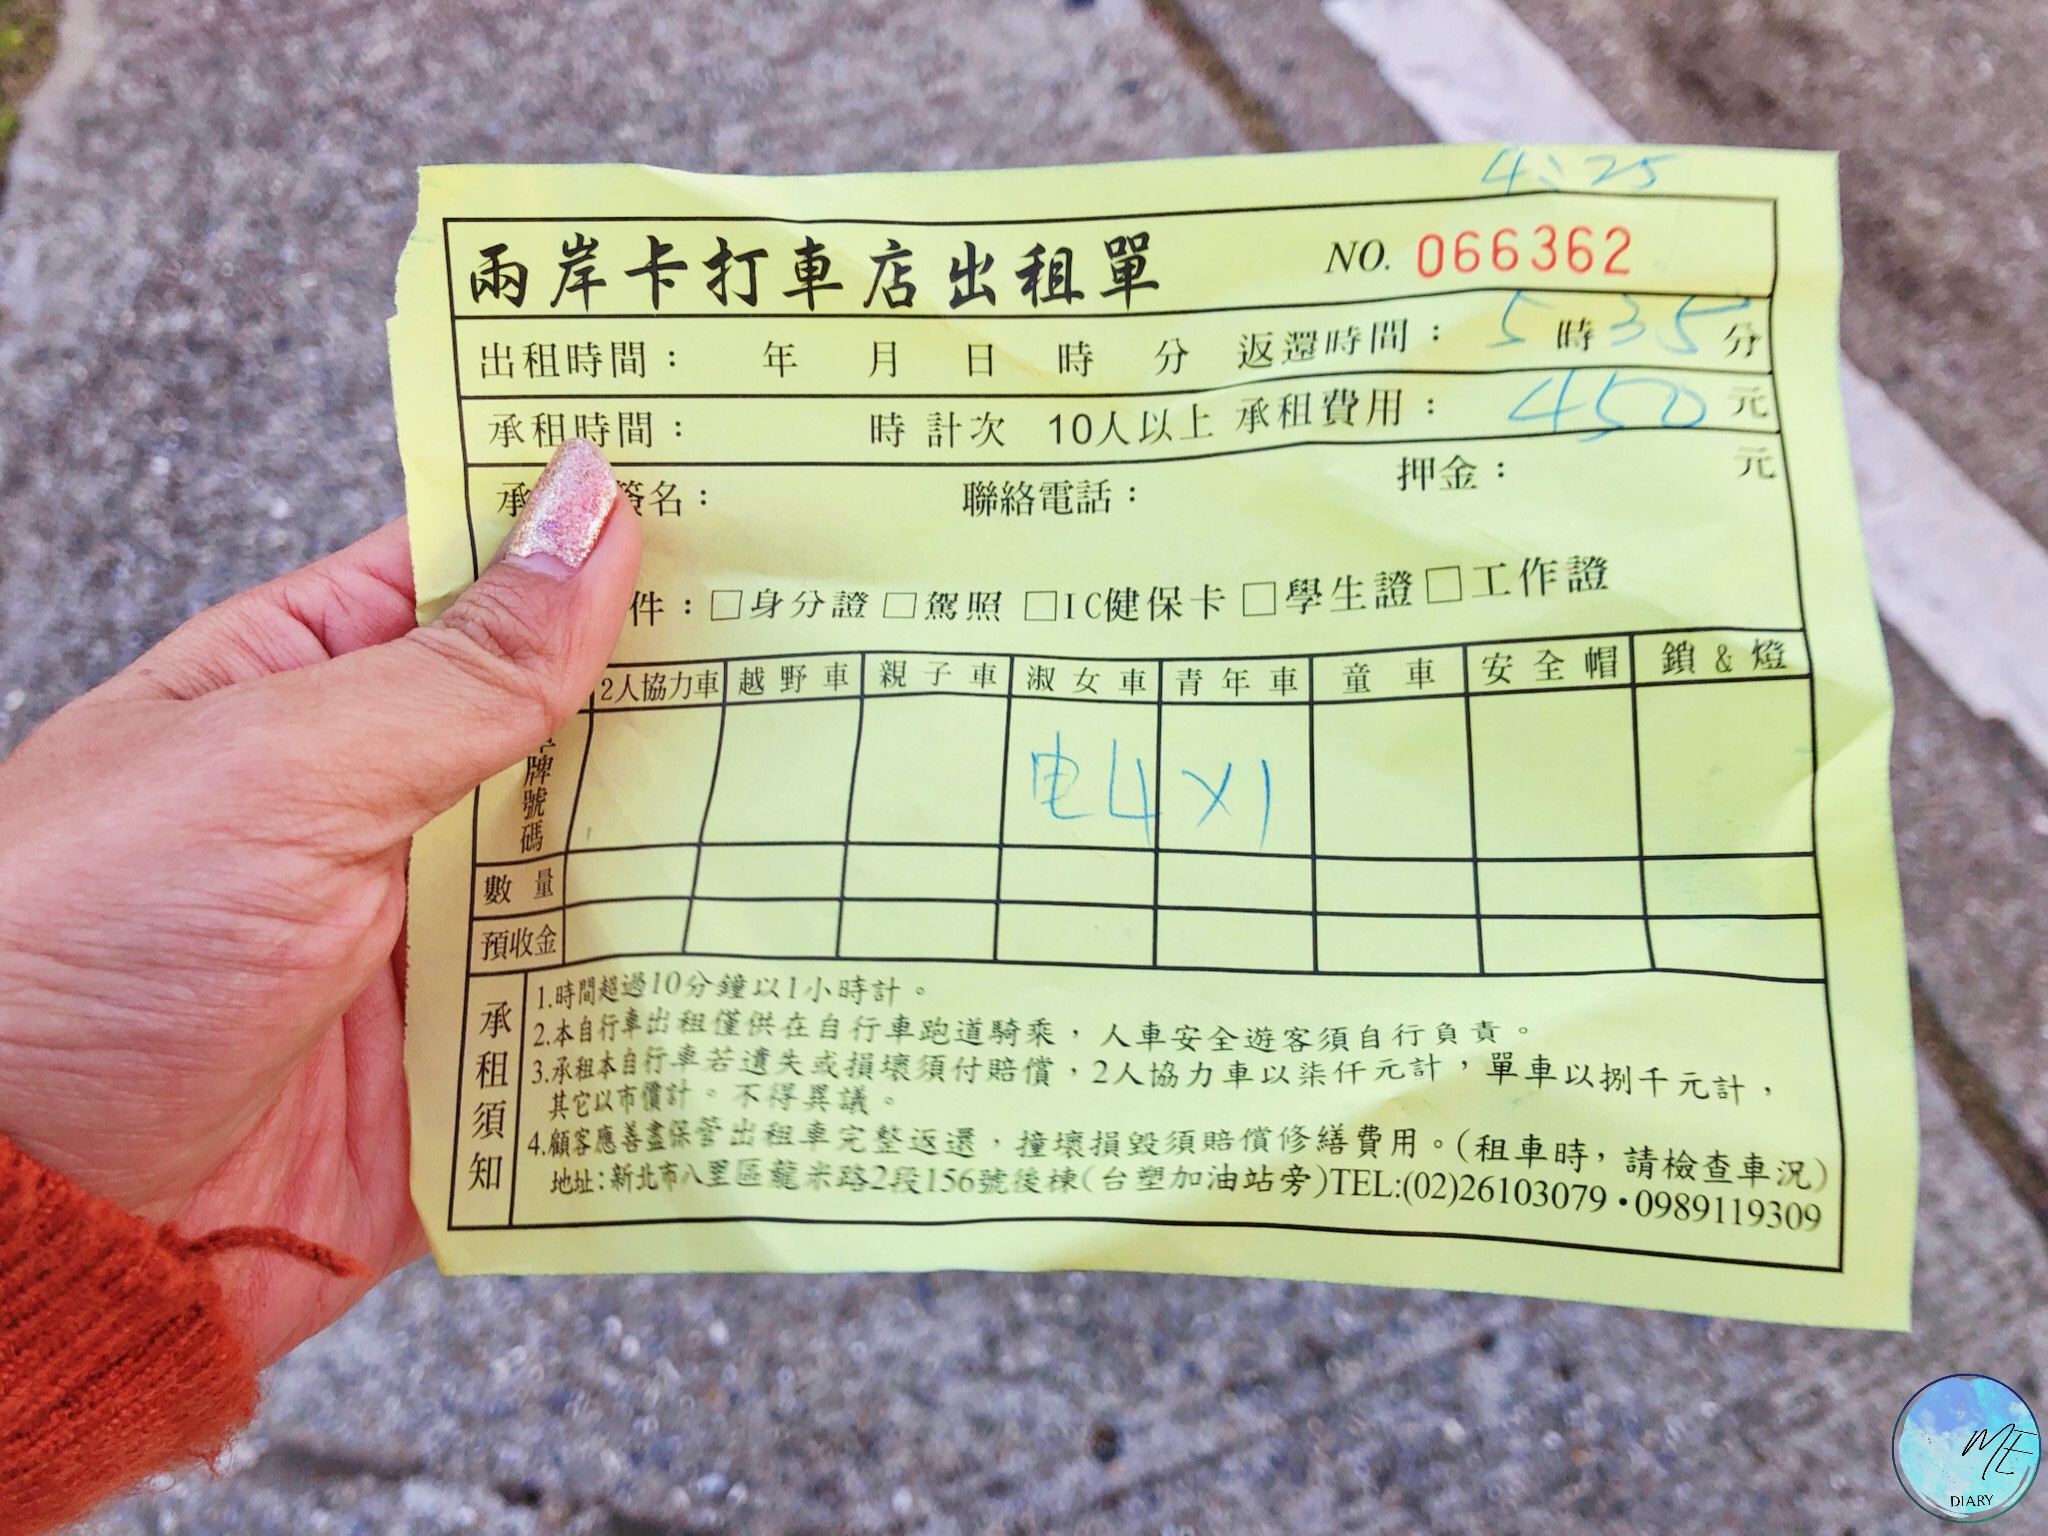 4:25
兩岸卡打車店出租單 NO. 066362
出租時間： 年 月 日 時 分 返還時間： 5 時 35 分
承租時間： 時 計次 10人以上 承租費用： 450 元
承 簽名： 聯絡電話： 押金： 元
件：□身分證 □駕照 □IC健保卡 □學生證 □工作證
2人協力車 越野車 親子車 淑女車 青年車 童車 安全帽 鎖&燈
車牌號碼 电4 x1
數量
預收金
承租須知
1.時間超過10分鐘以1小時計。
2.本自行車出租僅供在自行車跑道騎乘，人車安全遊客須自行負責。
3.承租本自行車若遺失或損壞須付賠償，2人協力車以柒仟元計，單車以捌千元計，
其它以市價計。不得異議。
4.顧客應善盡保管出租車完整返還，撞壞損毀須賠償修繕費用。(租車時，請檢查車況)
地址：新北市八里區龍米路2段156號後棟(台塑加油站旁)TEL:(02)26103079・0989119309
ME
DIARY